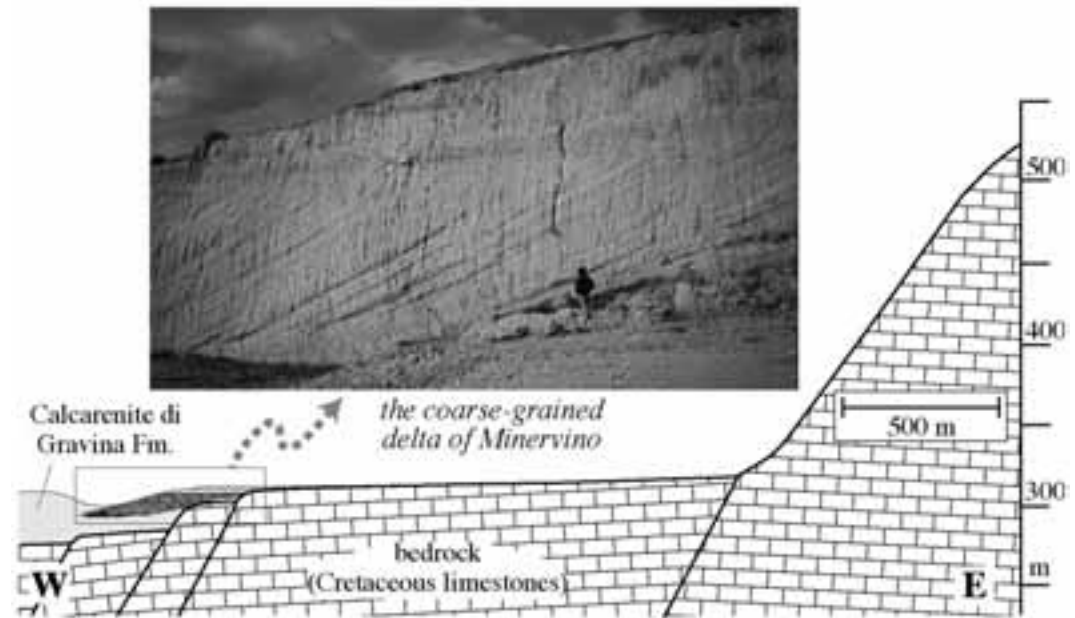 500
400
Calcarenite di
Gravina Fm.
the coarse-grained
delta of Minervino
500 m
300
bedrock
(Cretaceous limestones)
W
m
E